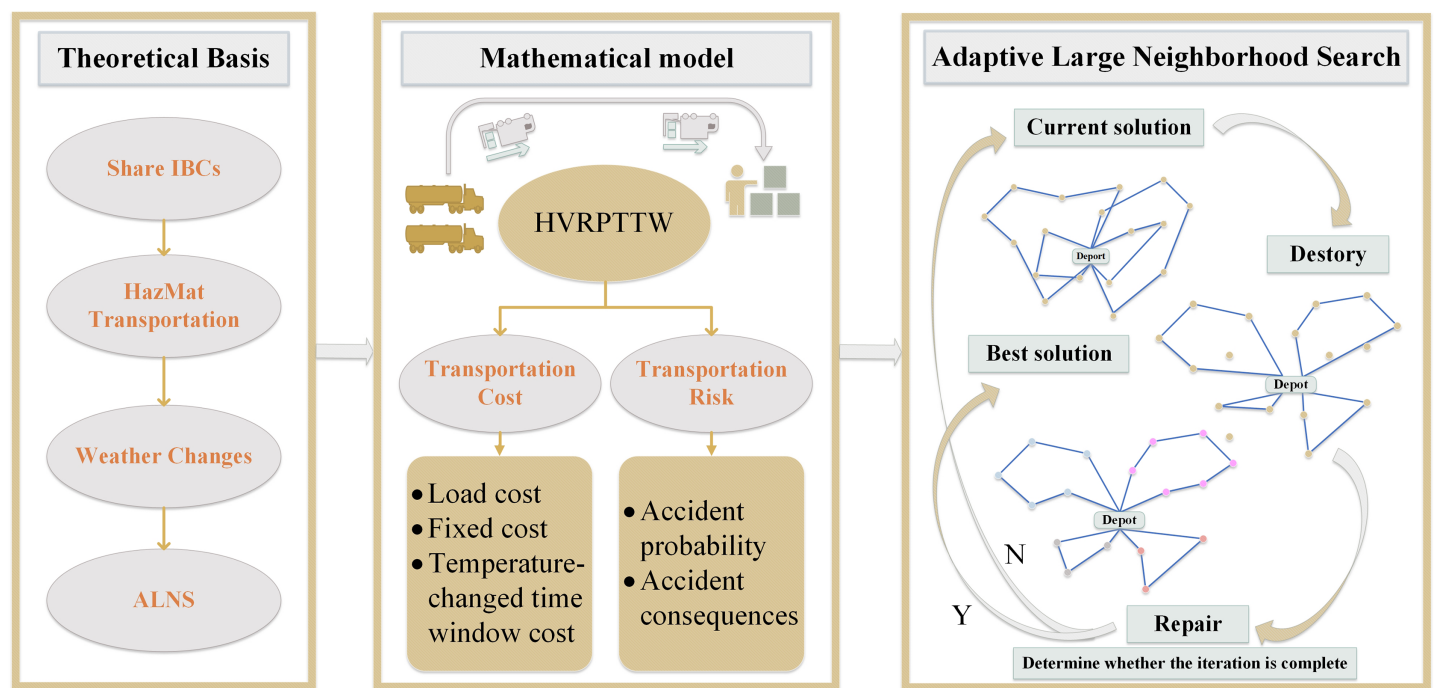 Theoretical Basis
Share IBCs
HazMat
Transportation
Weather Changes
ALNS
Mathematical model
HVRPTTW
Transportation
Cost
Transportation
Risk
• Load cost
• Fixed cost
• Temperature-
changed time
window cost
• Accident
probability
• Accident
consequences
Adaptive Large Neighborhood Search
Current solution
Deport
Destory
Best solution
Depot
Depot
N
Y
Repair
Determine whether the iteration is complete